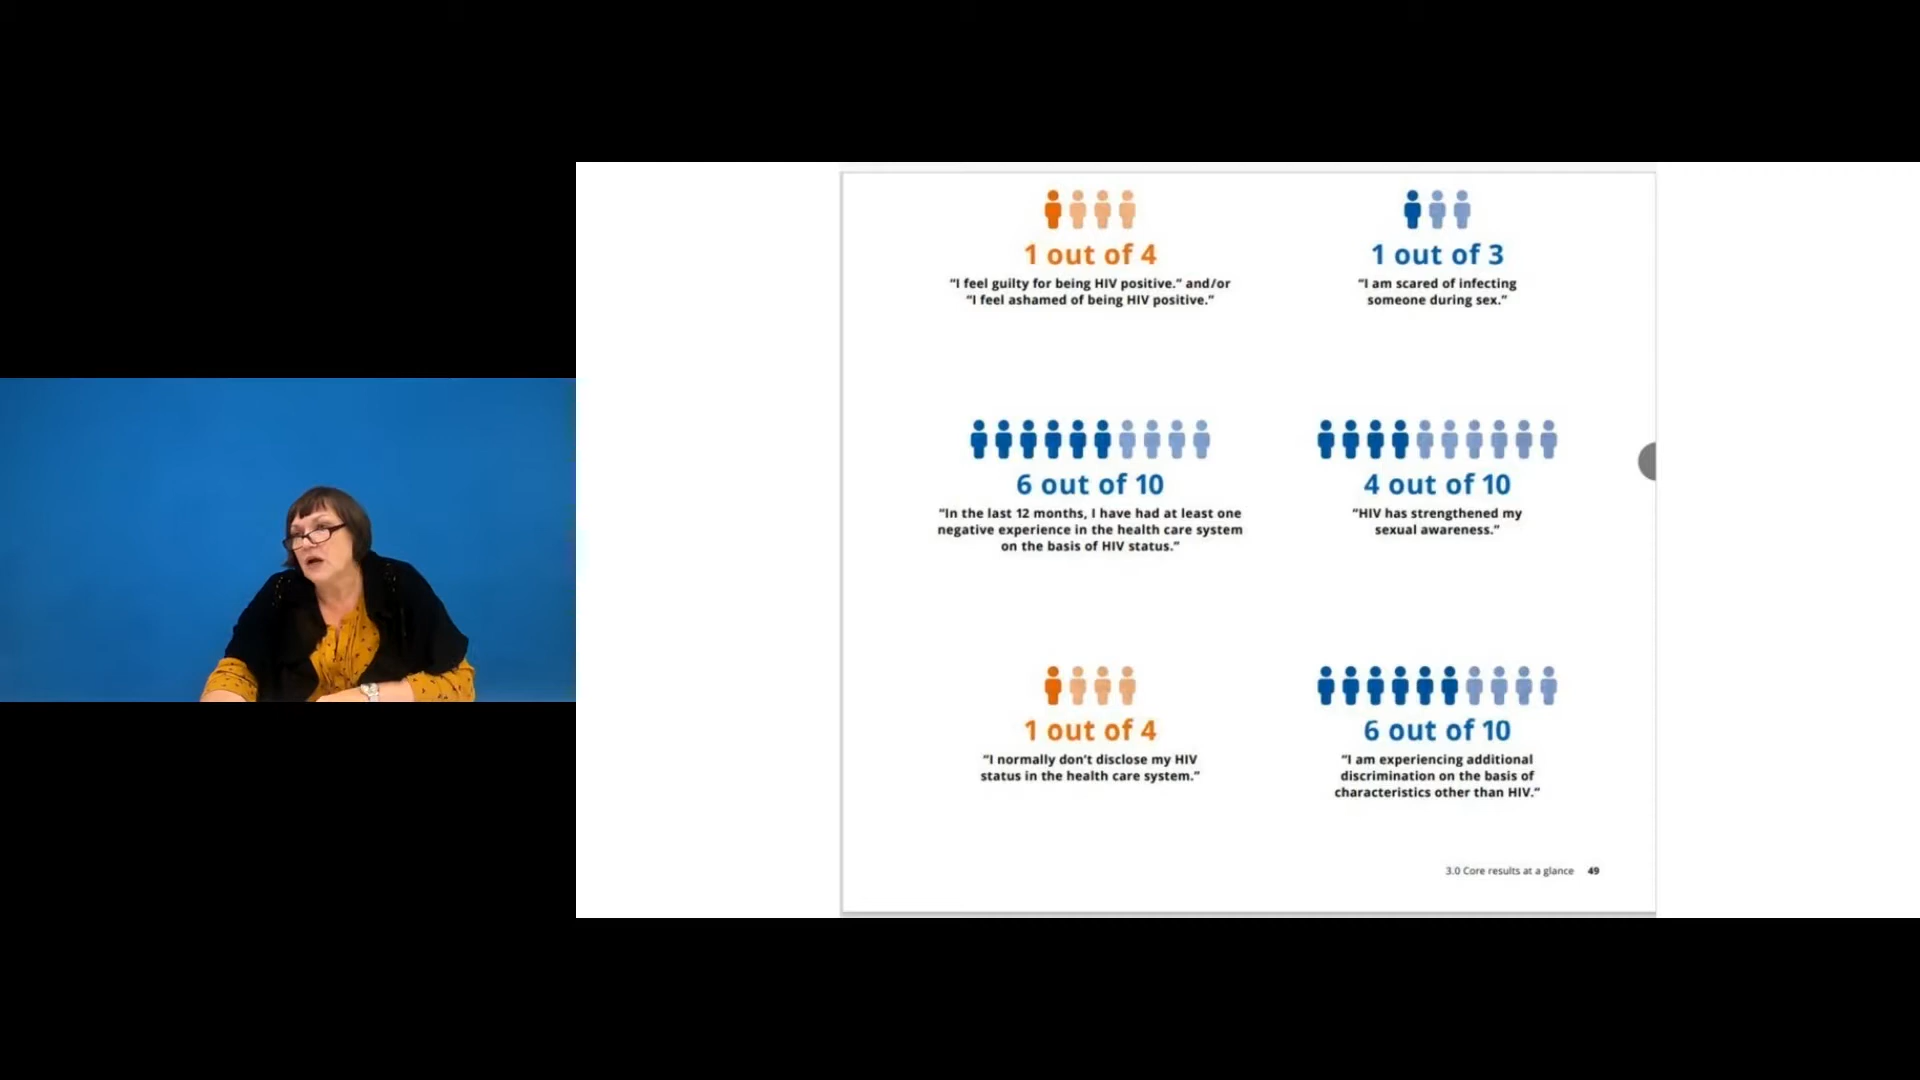 1 out of 4
“I feel guilty for being HIV positive.” and/or
“I feel ashamed of being HIV positive.”
1 out of 3
“I am scared of infecting
someone during sex.”
6 out of 10
“In the last 12 months, I have had at least one
negative experience in the health care system
on the basis of HIV status.”
4 out of 10
“HIV has strengthened my
sexual awareness.”
1 out of 4
“I normally don’t disclose my HIV
status in the health care system.”
6 out of 10
“I am experiencing additional
discrimination on the basis of
characteristics other than HIV.”
3.0 Core results at a glance 49